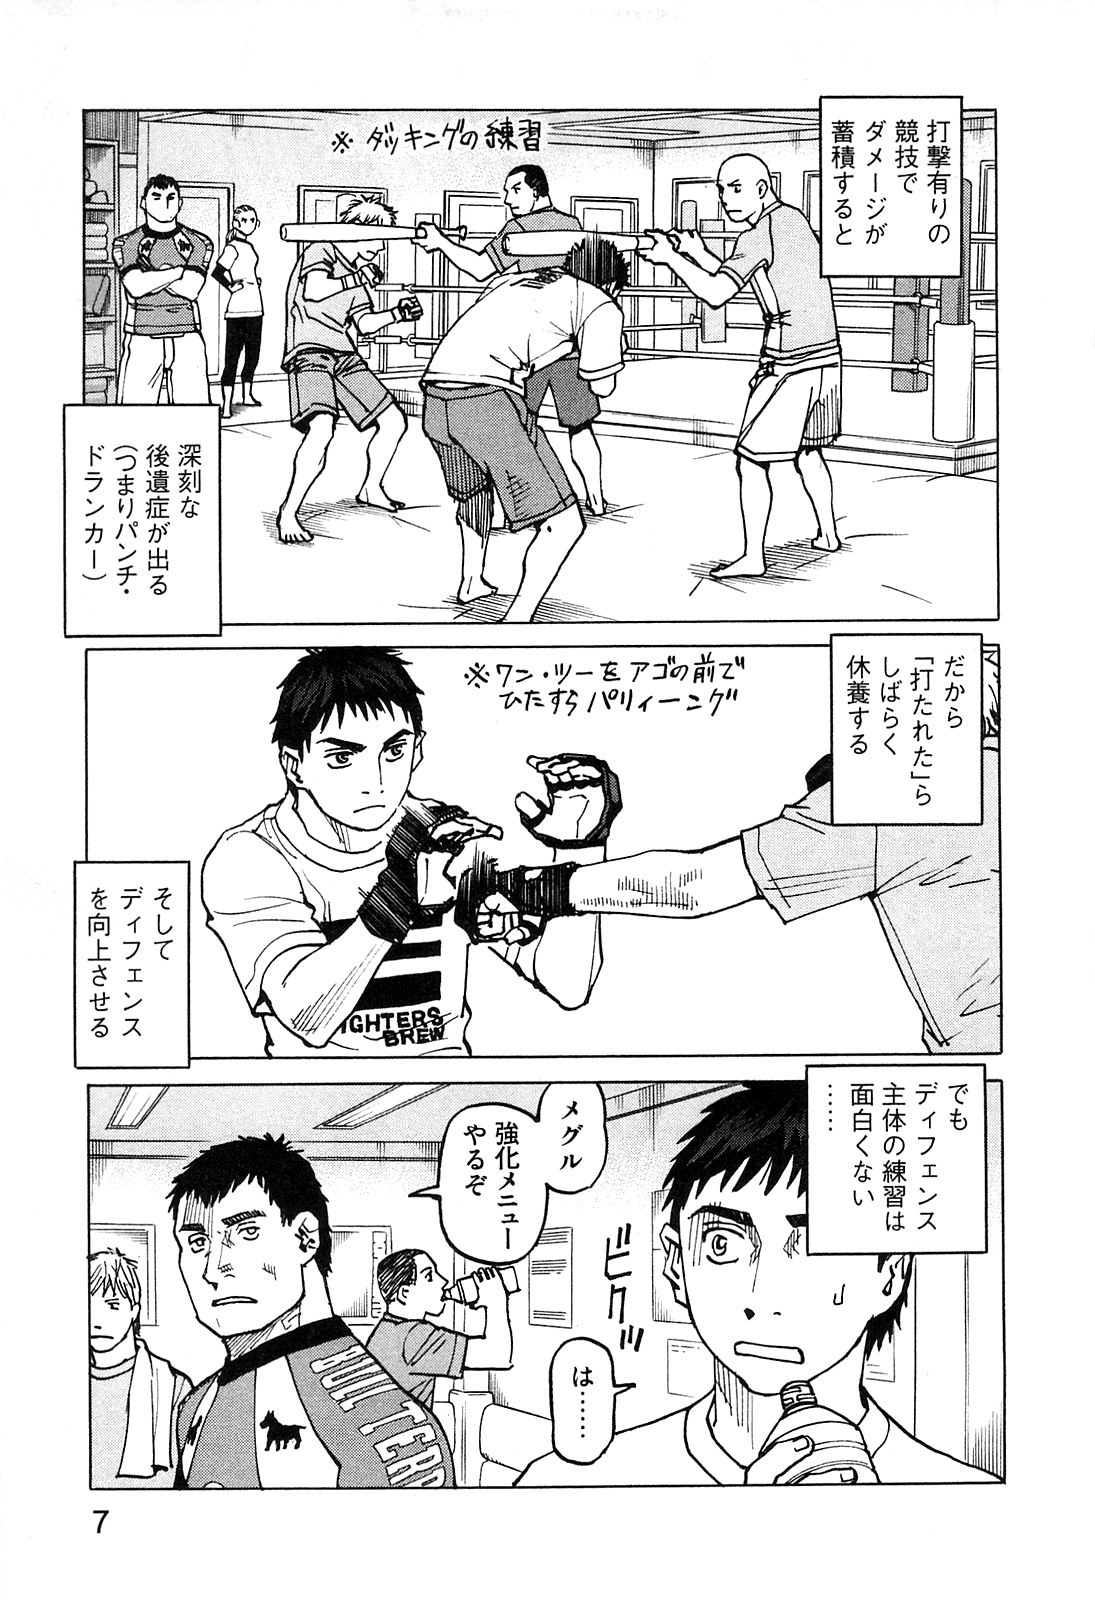 打撃有りの
競技で
ダメージが
蓄積すると
※ダッキングの練習
深刻な
後遺症が出る
(つまりパンチ・
ドランカー)
だから
「打たれた」ら
しばらく
休養する
※ワン・ツーをアゴの前で
ひたすらパリィーング
そして
ディフェンス
を向上させる
IGHTERS
BREW
でも
ディフェンス
主体の練習は
面白くない
……
メグル
強化メニュー
やるぞ
ビクッ
は……
BULL TERR
7